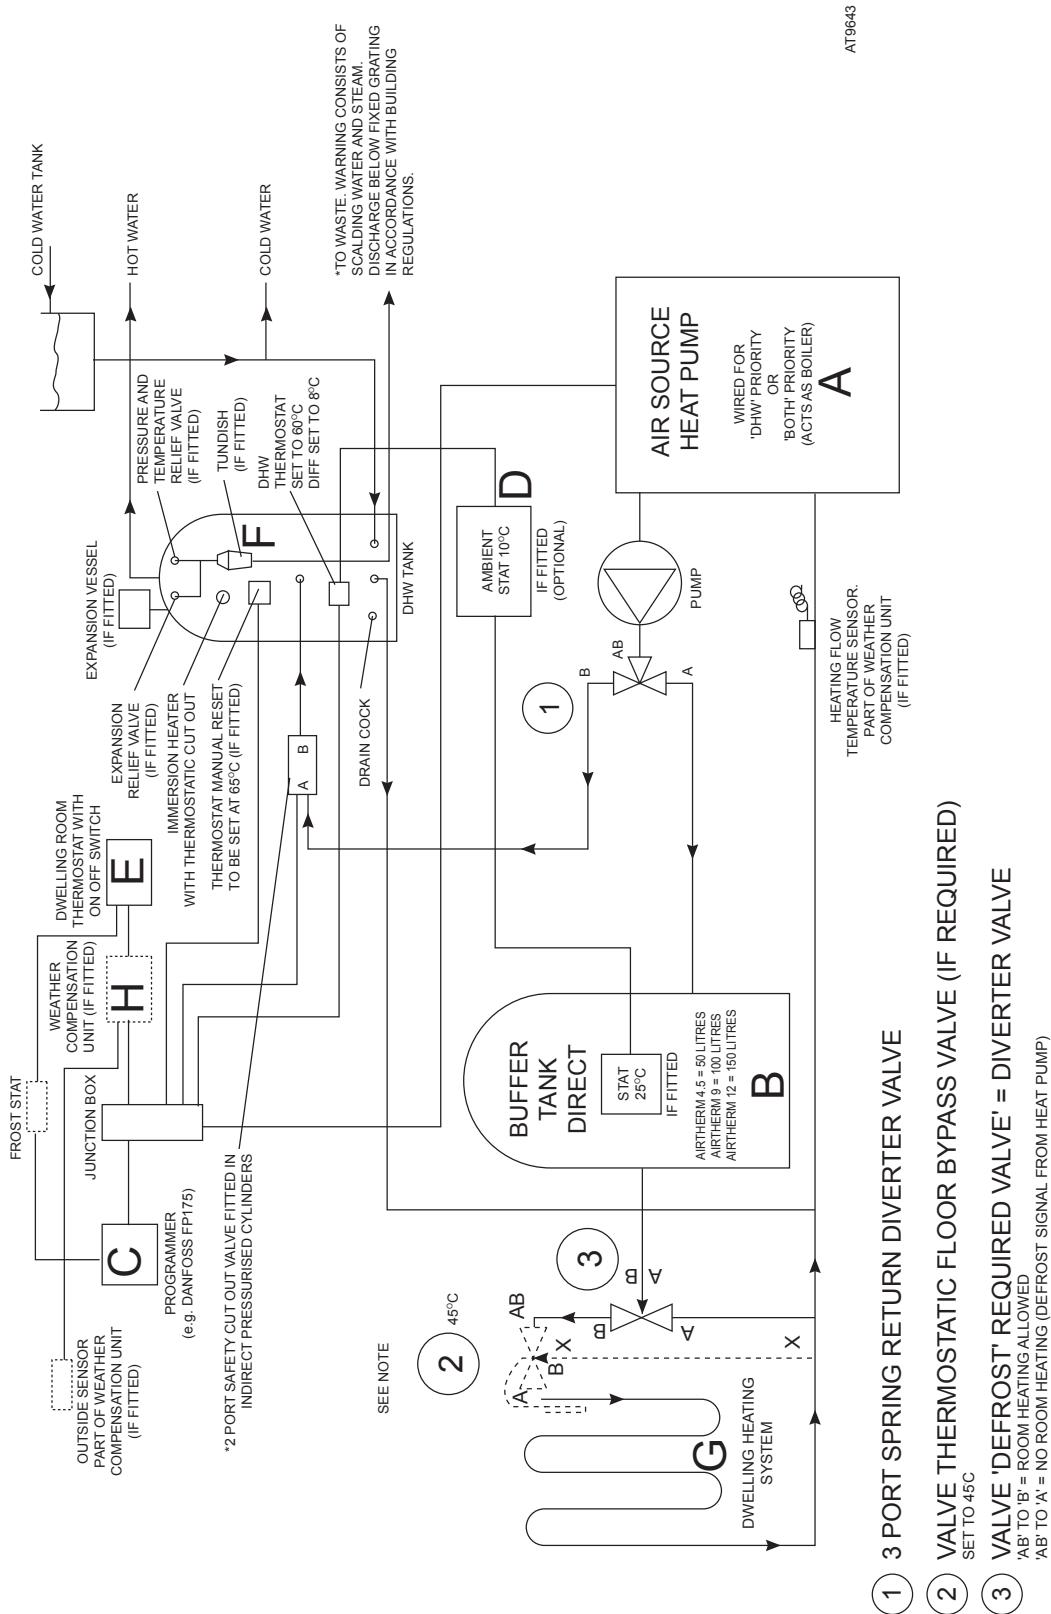 COLD WATER TANK
HOT WATER
COLD WATER
*TO WASTE. WARNING CONSISTS OF
SCALDING WATER AND STEAM.
DISCHARGE BELOW FIXED GRATING
IN ACCORDANCE WITH BUILDING
REGULATIONS.
AT9643
EXPANSION VESSEL
(IF FITTED)
PRESSURE AND
TEMPERATURE
RELIEF VALVE
(IF FITTED)
TUNDISH
(IF FITTED)
DHW
THERMOSTAT
SET TO 60°C
DIFF SET TO 8°C
F
DHW TANK
EXPANSION
RELIEF VALVE
(IF FITTED)
IMMERSION HEATER
WITH THERMOSTATIC CUT OUT
THERMOSTAT MANUAL RESET
TO BE SET AT 65°C (IF FITTED)
A B
DRAIN COCK
D
AMBIENT
STAT 10°C
IF FITTED
(OPTIONAL)
AIR SOURCE
HEAT PUMP
WIRED FOR
'DHW' PRIORITY
OR
'BOTH' PRIORITY
(ACTS AS BOILER)
A
PUMP
1
B
AB
A
HEATING FLOW
TEMPERATURE SENSOR.
PART OF WEATHER
COMPENSATION UNIT
(IF FITTED)
DWELLING ROOM
THERMOSTAT WITH
ON OFF SWITCH
E
WEATHER
COMPENSATION
UNIT (IF FITTED)
H
FROST STAT
JUNCTION BOX
C
PROGRAMMER
(e.g. DANFOSS FP175)
OUTSIDE SENSOR
PART OF WEATHER
COMPENSATION UNIT
(IF FITTED)
*2 PORT SAFETY CUT OUT VALVE FITTED IN
INDIRECT PRESSURISED CYLINDERS
BUFFER
TANK
DIRECT
STAT
25°C
IF FITTED
AIRTHERM 4.5 = 50 LITRES
AIRTHERM 9 = 100 LITRES
AIRTHERM 12 = 150 LITRES
B
SEE NOTE
2
45°C
3
A B
B
A
AB
X
B
A
X
G
DWELLING HEATING
SYSTEM
1 3 PORT SPRING RETURN DIVERTER VALVE
2 VALVE THERMOSTATIC FLOOR BYPASS VALVE (IF REQUIRED)
SET TO 45C
3 VALVE 'DEFROST' REQUIRED VALVE' = DIVERTER VALVE
'AB' TO 'B' = ROOM HEATING ALLOWED
'AB' TO 'A' = NO ROOM HEATING (DEFROST SIGNAL FROM HEAT PUMP)